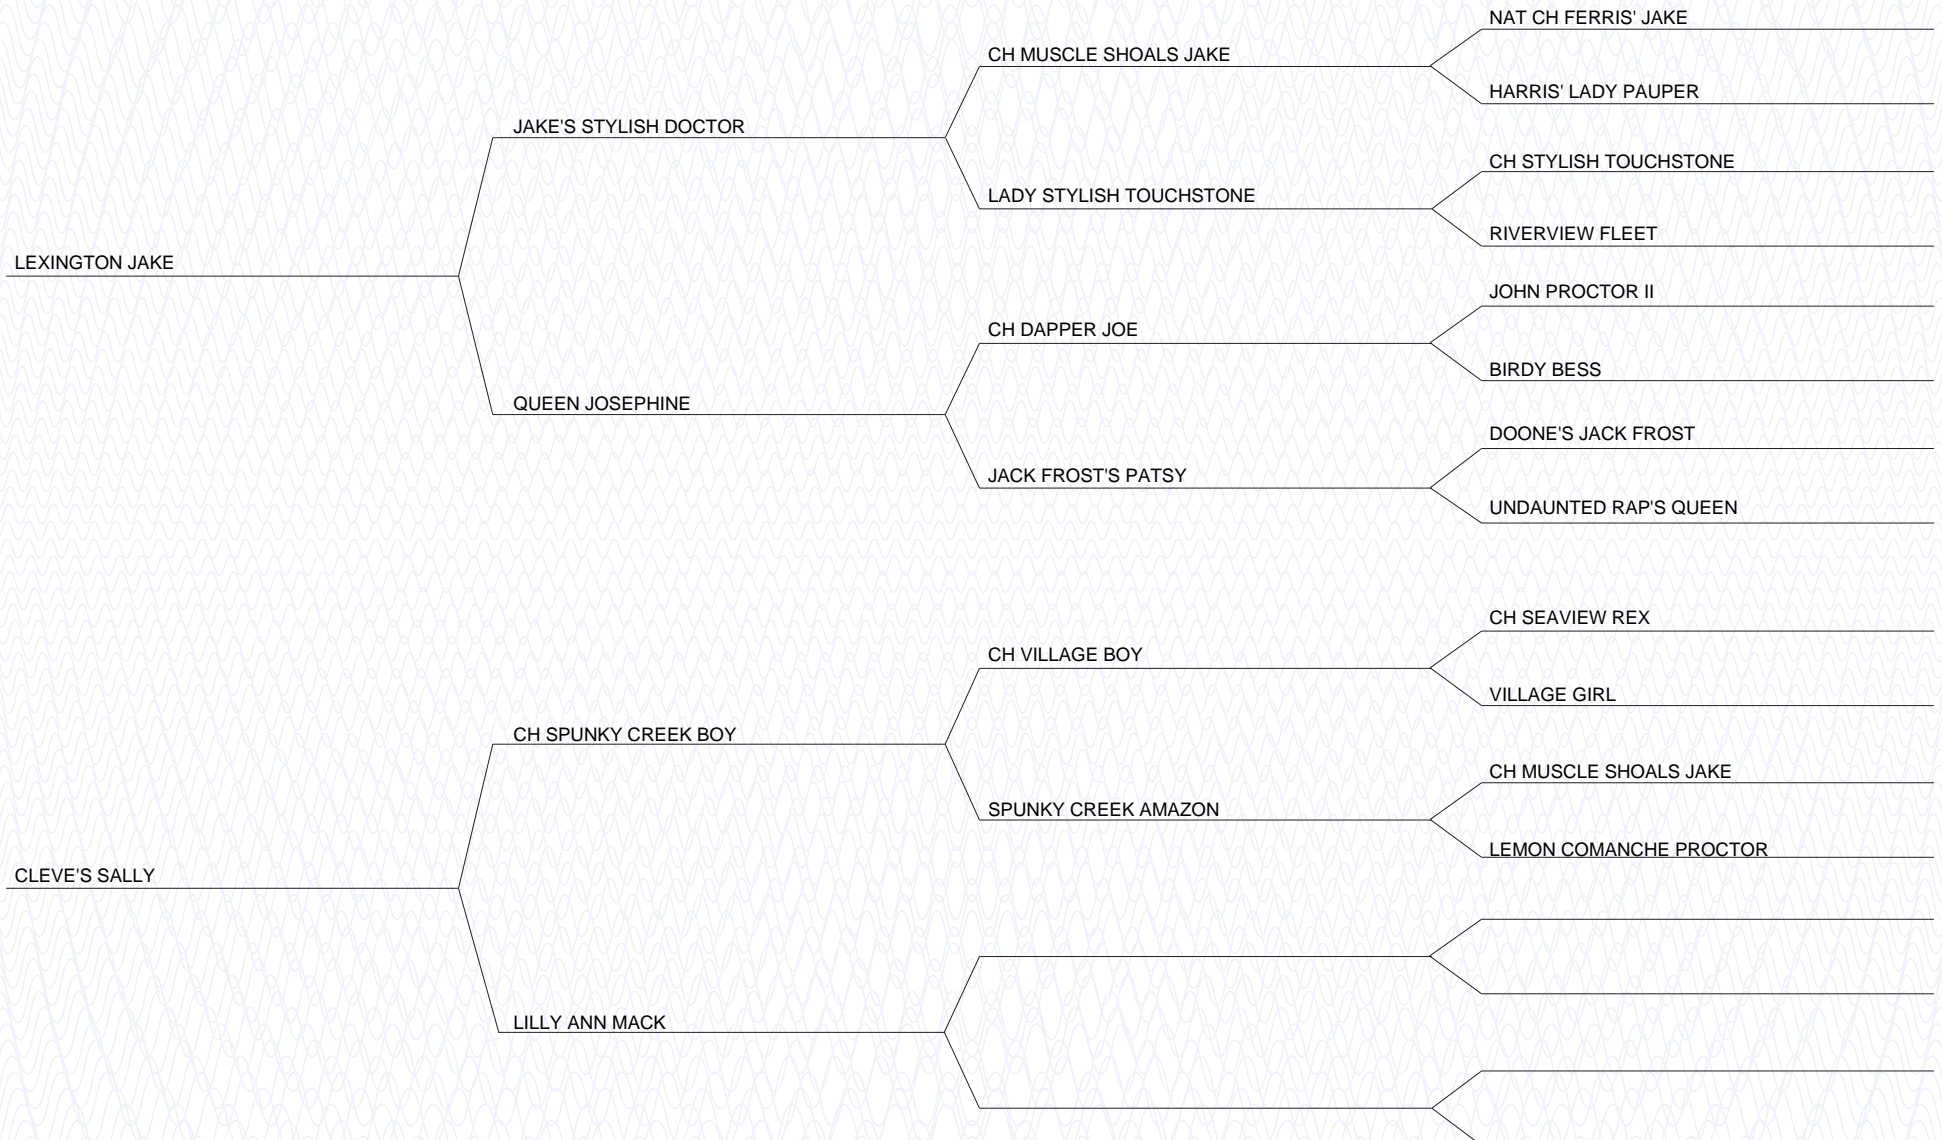 NAT CH FERRIS' JAKE
CH MUSCLE SHOALS JAKE
HARRIS' LADY PAUPER
JAKE'S STYLISH DOCTOR
CH STYLISH TOUCHSTONE
LADY STYLISH TOUCHSTONE
RIVERVIEW FLEET
LEXINGTON JAKE
JOHN PROCTOR II
CH DAPPER JOE
BIRDY BESS
QUEEN JOSEPHINE
DOONE'S JACK FROST
JACK FROST'S PATSY
UNDAUNTED RAP'S QUEEN
CH SEAVIEW REX
CH VILLAGE BOY
VILLAGE GIRL
CH SPUNKY CREEK BOY
CH MUSCLE SHOALS JAKE
SPUNKY CREEK AMAZON
LEMON COMANCHE PROCTOR
CLEVE'S SALLY
LILLY ANN MACK